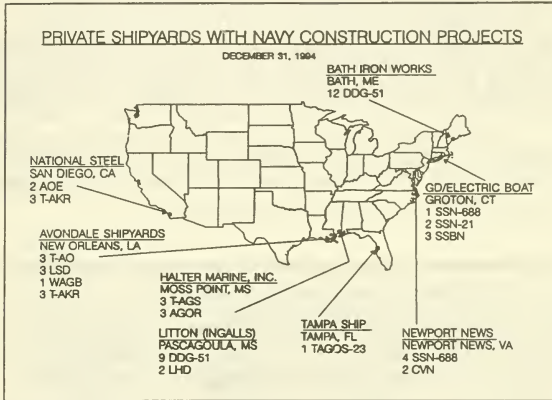 PRIVATE SHIPYARDS WITH NAVY CONSTRUCTION PROJECTS
DECEMBER 31, 1994
BATH IRON WORKS
BATH, ME
12 DDG-51
NATIONAL STEEL
SAN DIEGO, CA
2 AOE
3 T-AKR
GD/ELECTRIC BOAT
GROTON, CT
1 SSN-688
2 SSN-21
3 SSBN
AVONDALE SHIPYARDS
NEW ORLEANS, LA
3 T-AO
3 LSD
1 WAGB
3 T-AKR
HALTER MARINE, INC.
MOSS POINT, MS
3 T-AGS
3 AGOR
LITTON (INGALLS)
PASCAGOULA, MS
9 DDG-51
2 LHD
TAMPA SHIP
TAMPA, FL
1 TAGOS-23
NEWPORT NEWS
NEWPORT NEWS, VA
4 SSN-688
2 CVN